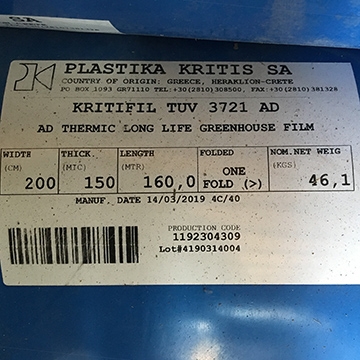 PLASTIKA KRITIS SA
COUNTRY OF ORIGIN: GREECE, HERAKLION-CRETE
PO BOX 1093 GR71110 TEL:+30(2810)308500, FAX:+30(2810)381328
KRITIFIL TUV 3721 AD
AD THERMIC LONG LIFE GREENHOUSE FILM
WIDTH THICK. LENGTH FOLDED NOM.NET WEIG
(CM) (MIC) (MTR) ONE (KGS)
200 150 160,0 FOLD (>) 46,1
MANUF. DATE 14/03/2019 4C/40
PRODUCTION CODE
1192304309
Lot#4190314004